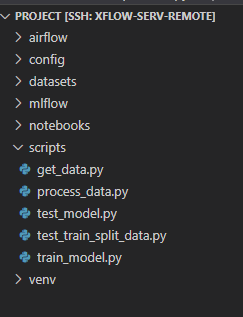 PROJECT [SSH: XFLOW-SERV-REMOTE]
airflow
config
datasets
mlflow
notebooks
scripts
get_data.py
process_data.py
test_model.py
test_train_split_data.py
train_model.py
venv